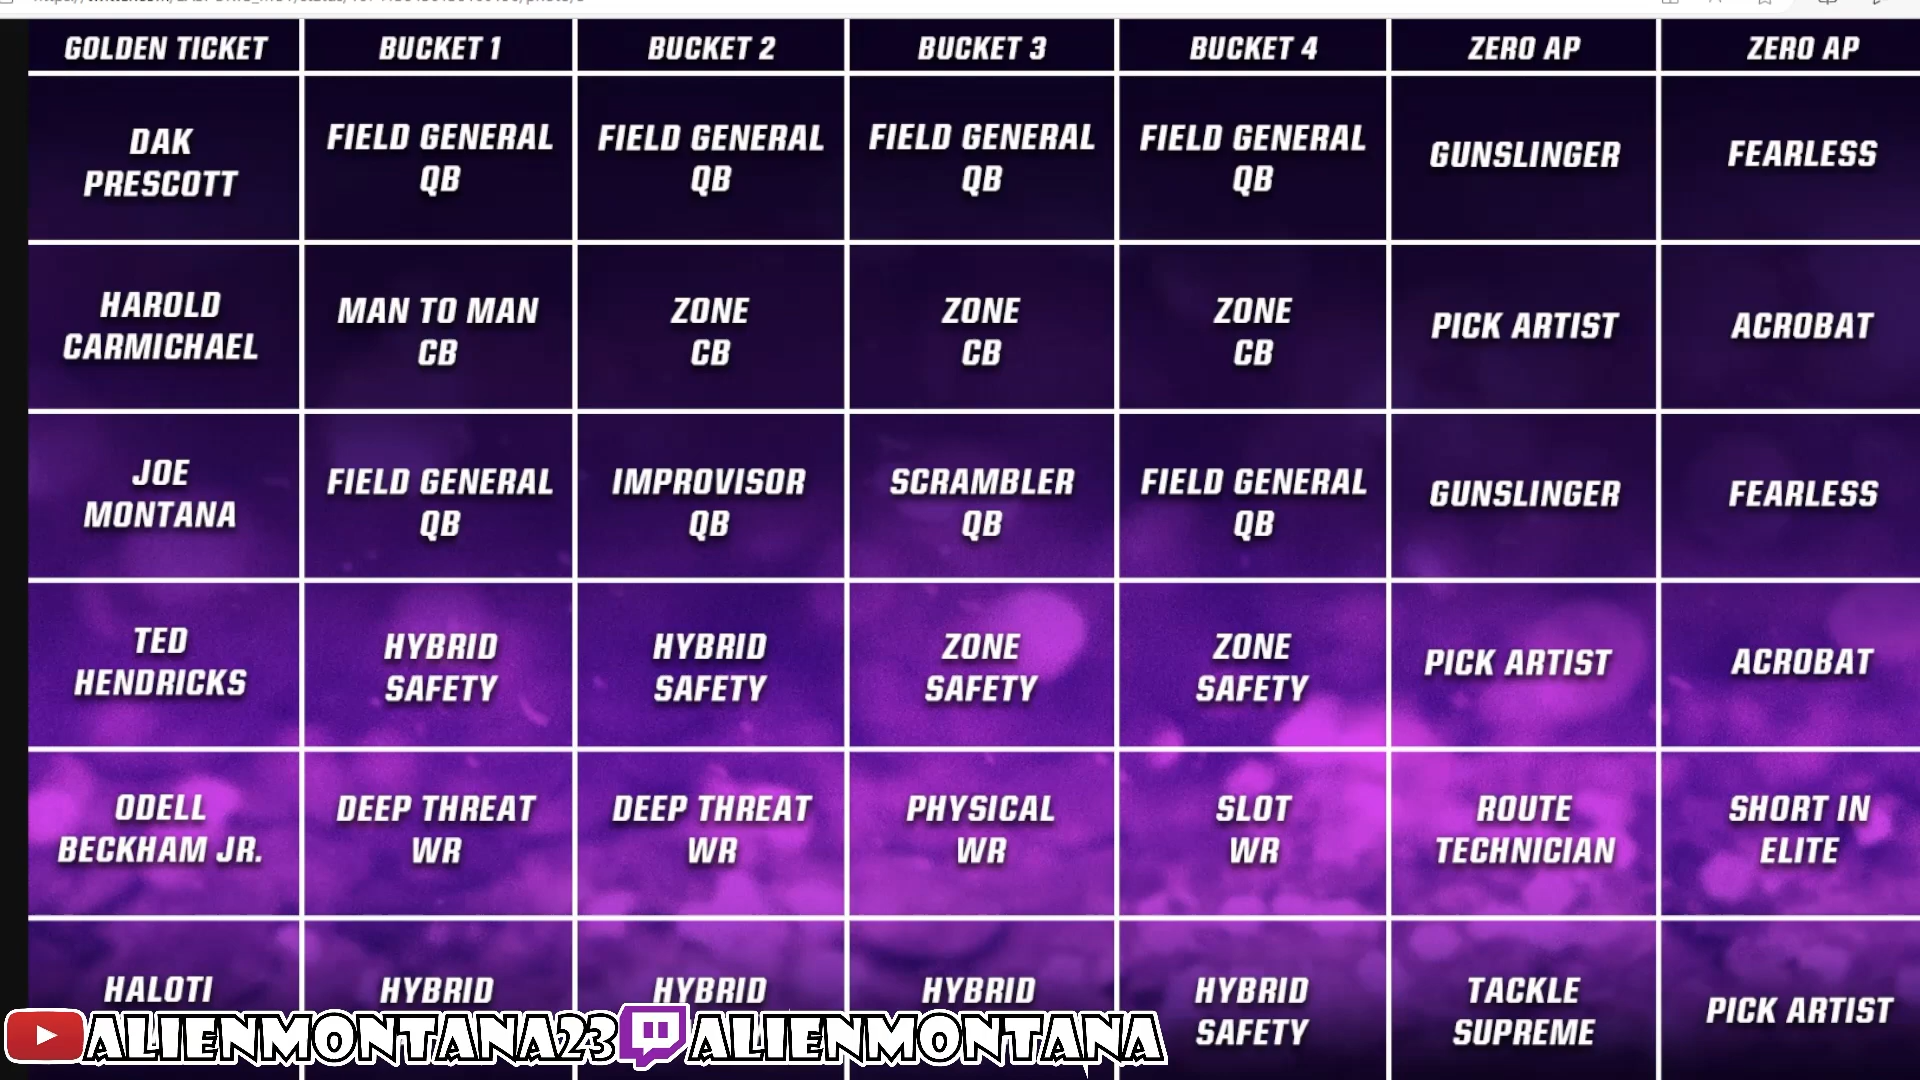 GOLDEN TICKET BUCKET 1 BUCKET 2 BUCKET 3 BUCKET 4 ZERO AP ZERO AP
DAK PRESCOTT FIELD GENERAL QB FIELD GENERAL QB FIELD GENERAL QB FIELD GENERAL QB GUNSLINGER FEARLESS
HAROLD CARMICHAEL MAN TO MAN CB ZONE CB ZONE CB ZONE CB PICK ARTIST ACROBAT
JOE MONTANA FIELD GENERAL QB IMPROVISOR QB SCRAMBLER QB FIELD GENERAL QB GUNSLINGER FEARLESS
TED HENDRICKS HYBRID SAFETY HYBRID SAFETY ZONE SAFETY ZONE SAFETY PICK ARTIST ACROBAT
ODELL BECKHAM JR. DEEP THREAT WR DEEP THREAT WR PHYSICAL WR SLOT WR ROUTE TECHNICIAN SHORT IN ELITE
HALOTI HYBRID HYBRID HYBRID HYBRID SAFETY TACKLE SUPREME PICK ARTIST
ALIENMONTANA23 ALIENMONTANA